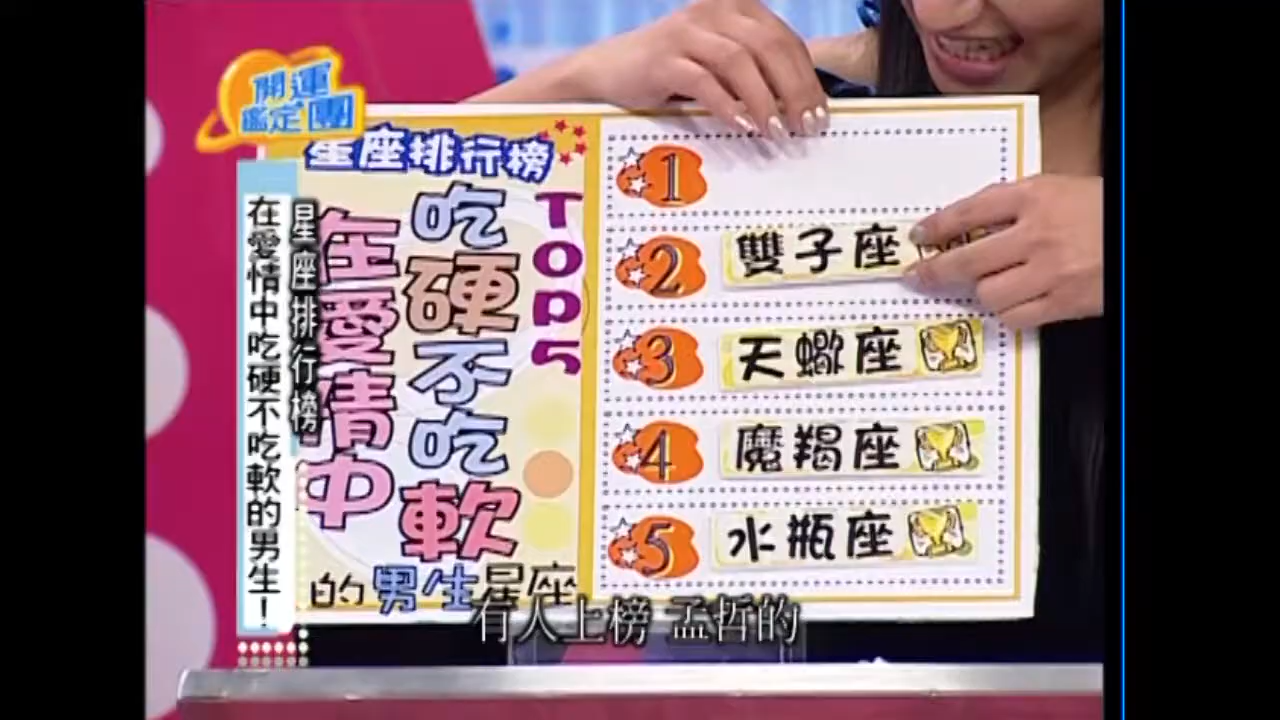 開運
鑑定團
星座排行榜
在愛情中吃硬不吃軟的男生！
星座排行榜
TOP5
在愛情中
吃硬不吃軟
的男生星座
1
2 雙子座
3 天蠍座
4 魔羯座
5 水瓶座
有人上榜 孟哲的